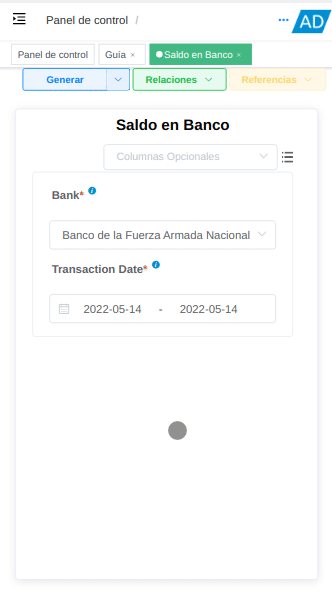 Panel de control /
AD
Panel de control
Guía ×
Saldo en Banco ×
Generar
Relaciones
Referencias
Saldo en Banco
Columnas Opcionales
Bank*
Banco de la Fuerza Armada Nacional
Transaction Date*
2022-05-14 - 2022-05-14